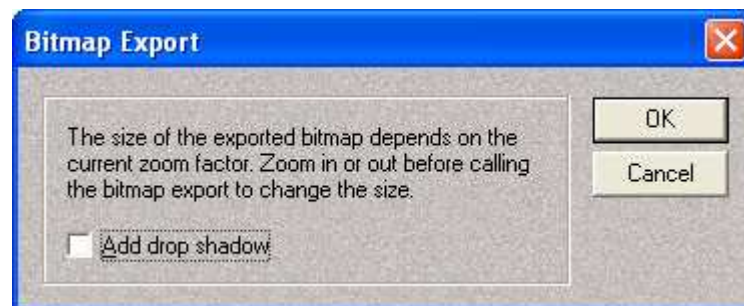 Bitmap Export
The size of the exported bitmap depends on the
current zoom factor. Zoom in or out before calling
the bitmap export to change the size.
Add drop shadow
OK
Cancel